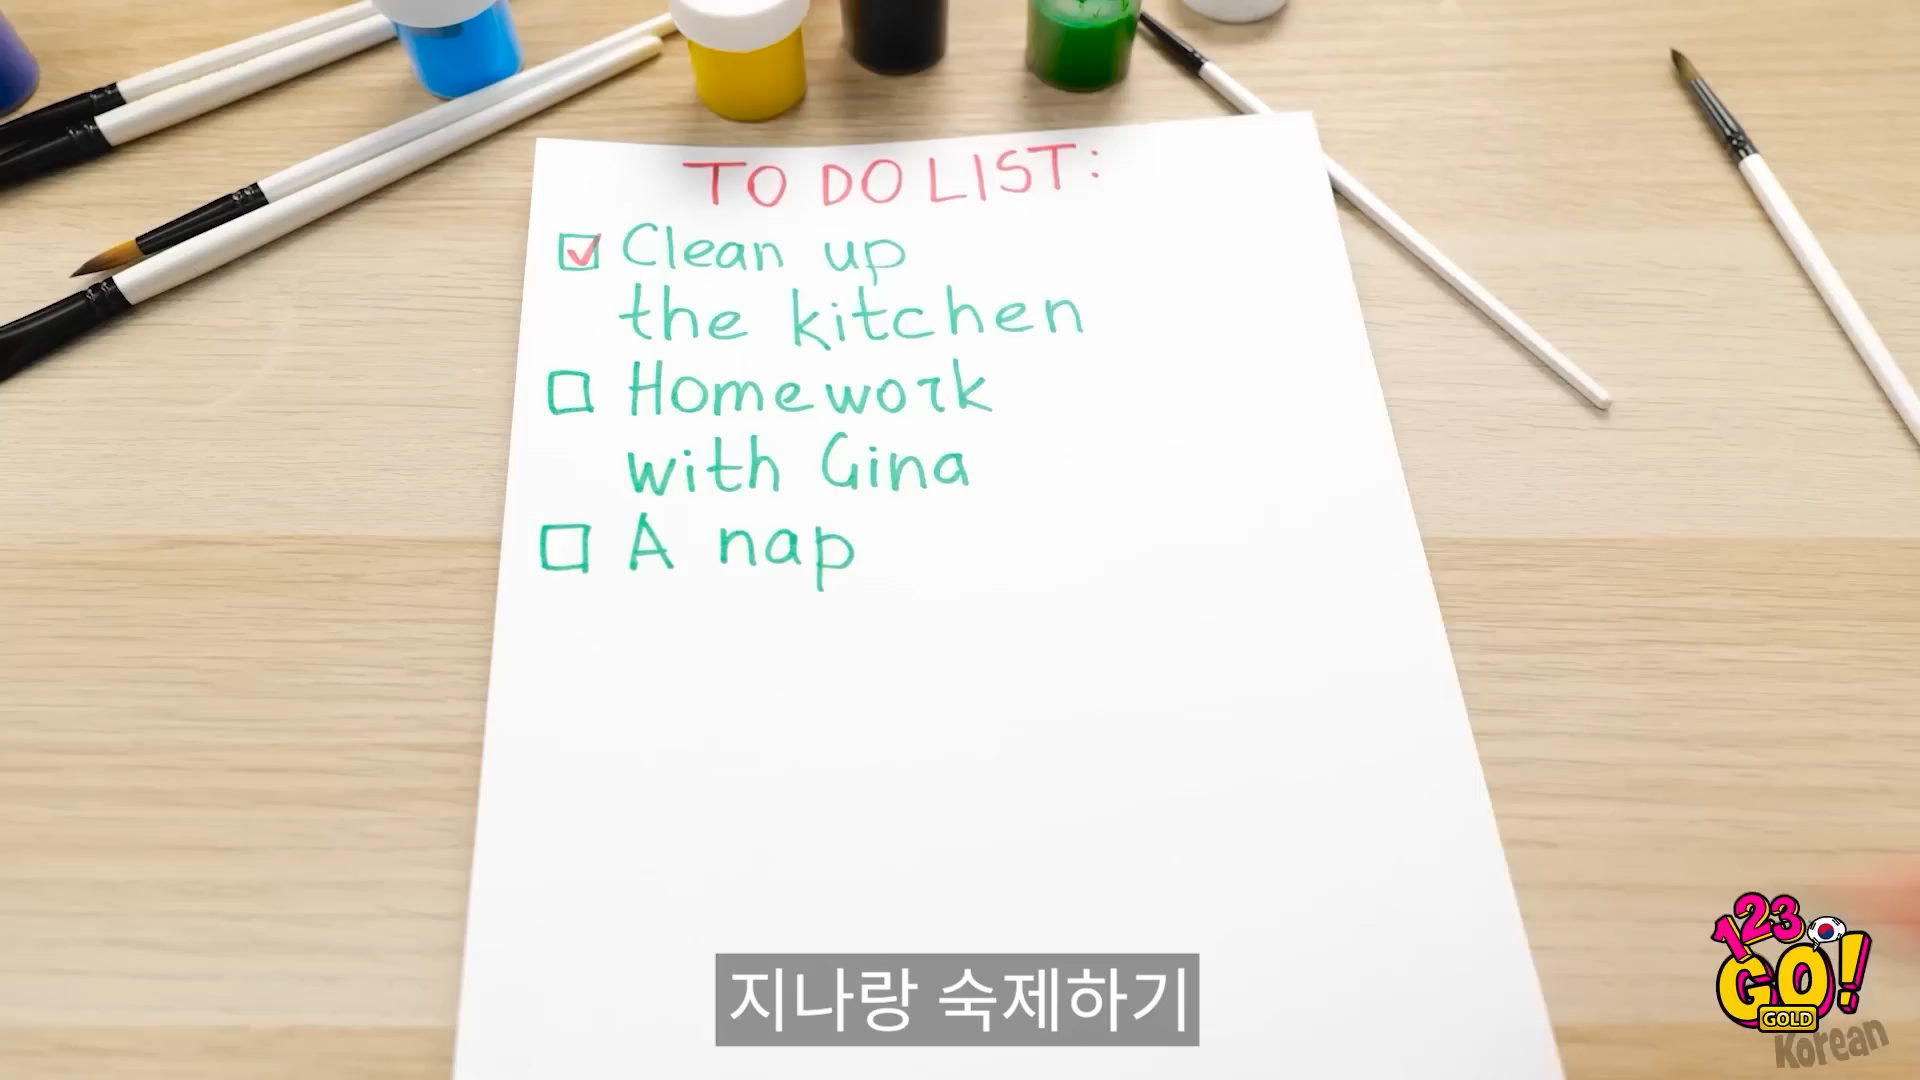 TO DO LIST:
Clean up
the kitchen
Homework
with Gina
A nap
지나랑 숙제하기
123
GO!
GOLD
Korean